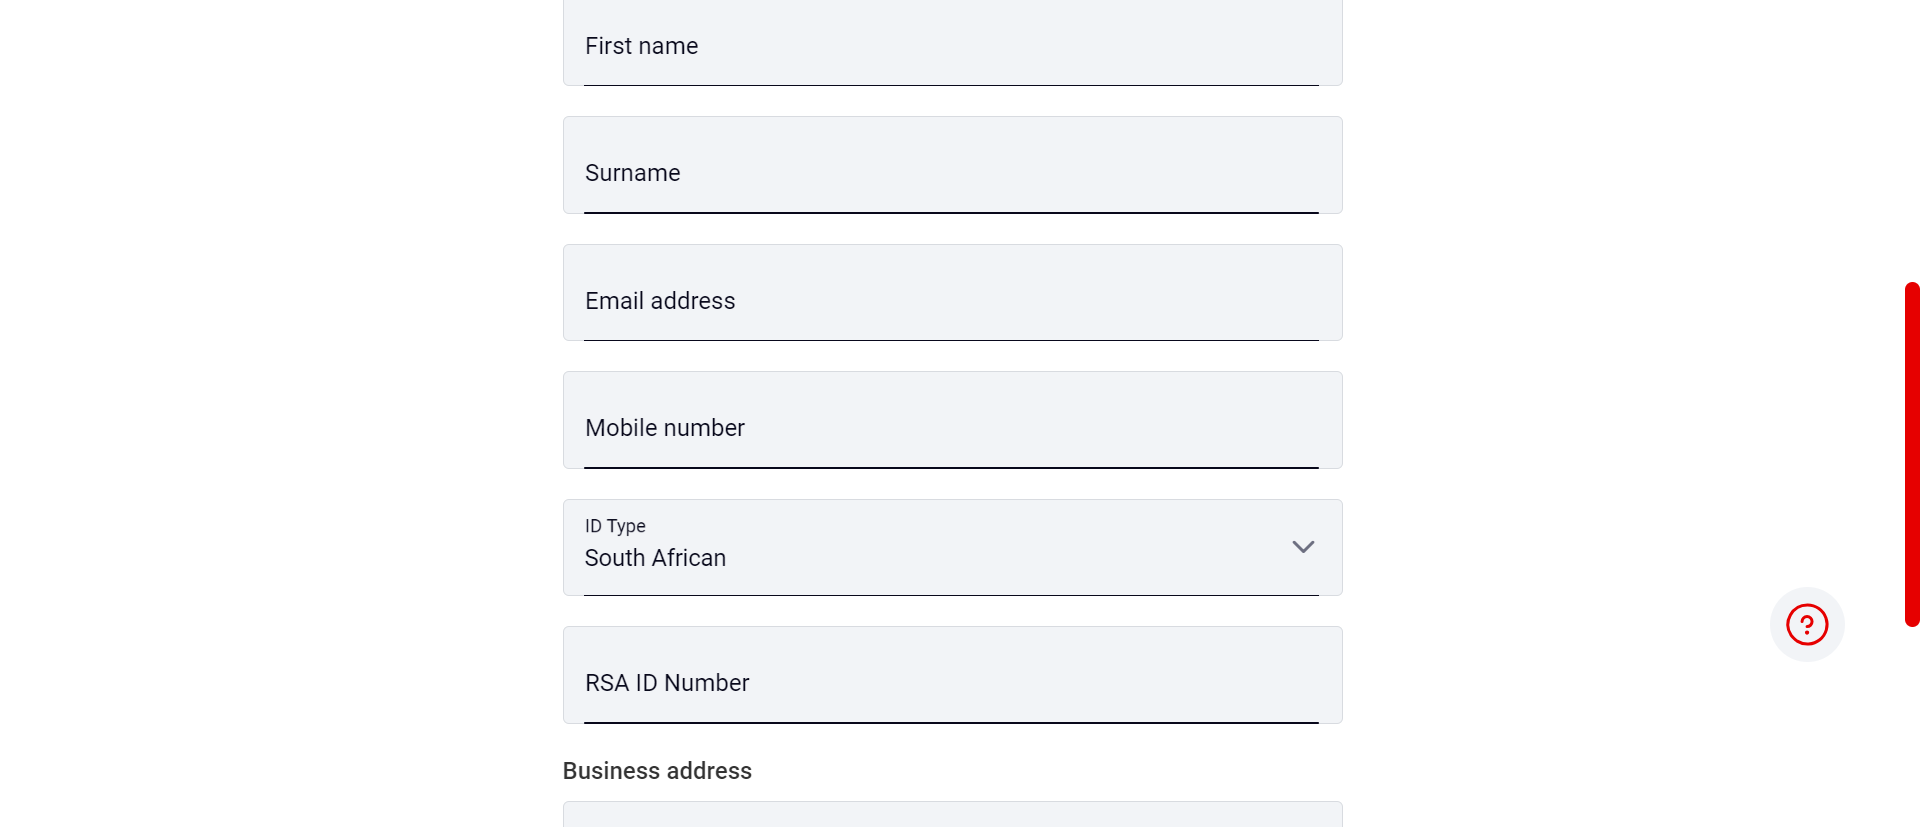 First name
Surname
Email address
Mobile number
ID Type
South African
RSA ID Number
Business address